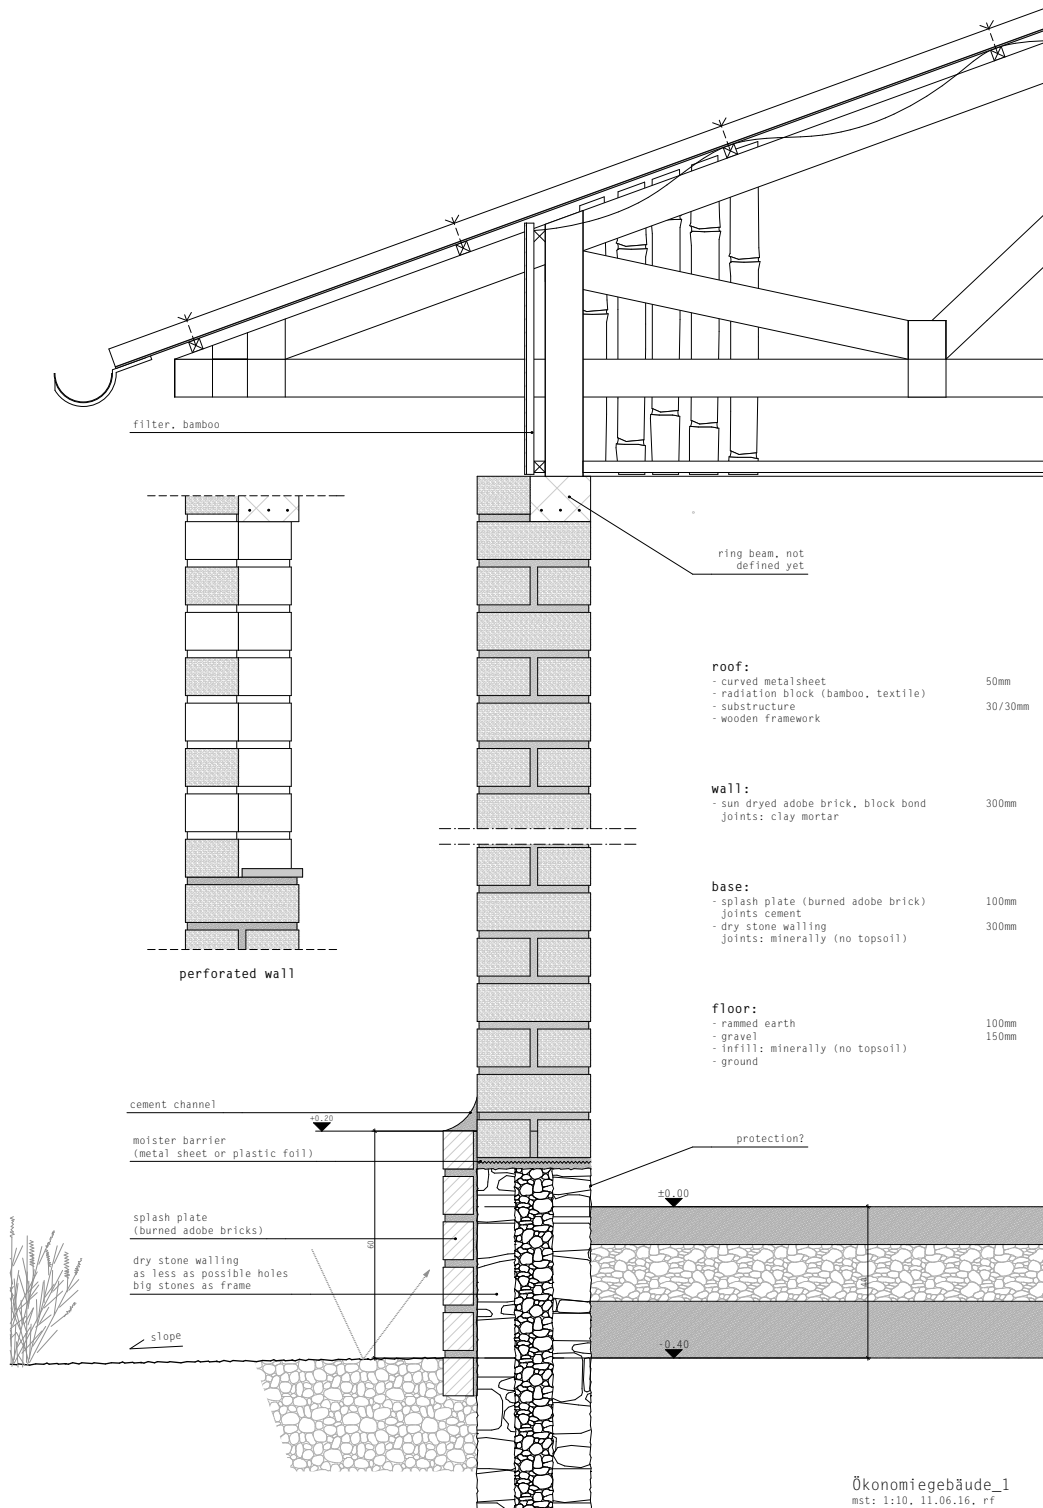 filter, bamboo
ring beam, not
defined yet
roof:
- curved metalsheet 50mm
- radiation block (bamboo, textile)
- substructure 30/30mm
- wooden framework
wall:
- sun dryed adobe brick, block bond 300mm
joints: clay mortar
base:
- splash plate (burned adobe brick) 100mm
joints cement
- dry stone walling 300mm
joints: minerally (no topsoil)
perforated wall
floor:
- rammed earth 100mm
- gravel 150mm
- infill: minerally (no topsoil)
- ground
cement channel
+0.20
moister barrier
(metal sheet or plastic foil)
protection?
±0.00
splash plate
(burned adobe bricks)
60
dry stone walling
as less as possible holes
big stones as frame
slope
-0.40
Ökonomiegebäude_1
mst: 1:10, 11.06.16, rf